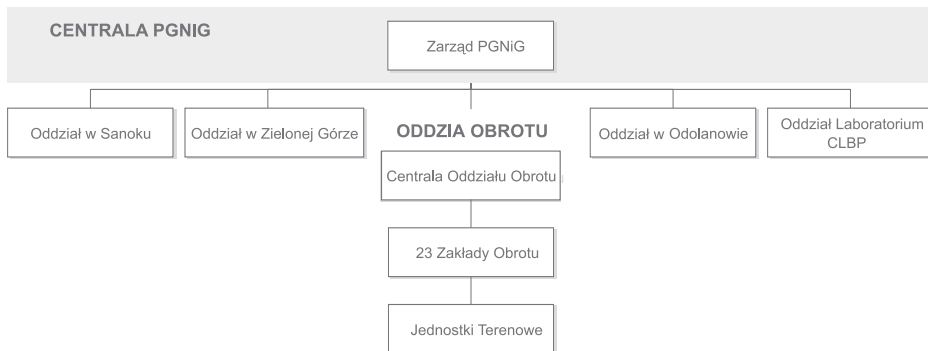 CENTRALA PGNIG
Zarząd PGNiG
Oddział w Sanoku
Oddział w Zielonej Górze
ODDZIA OBROTU
Oddział w Odolanowie
Oddział Laboratorium
CLBP
Centrala Oddziału Obrotu
23 Zakłady Obrotu
Jednostki Terenowe